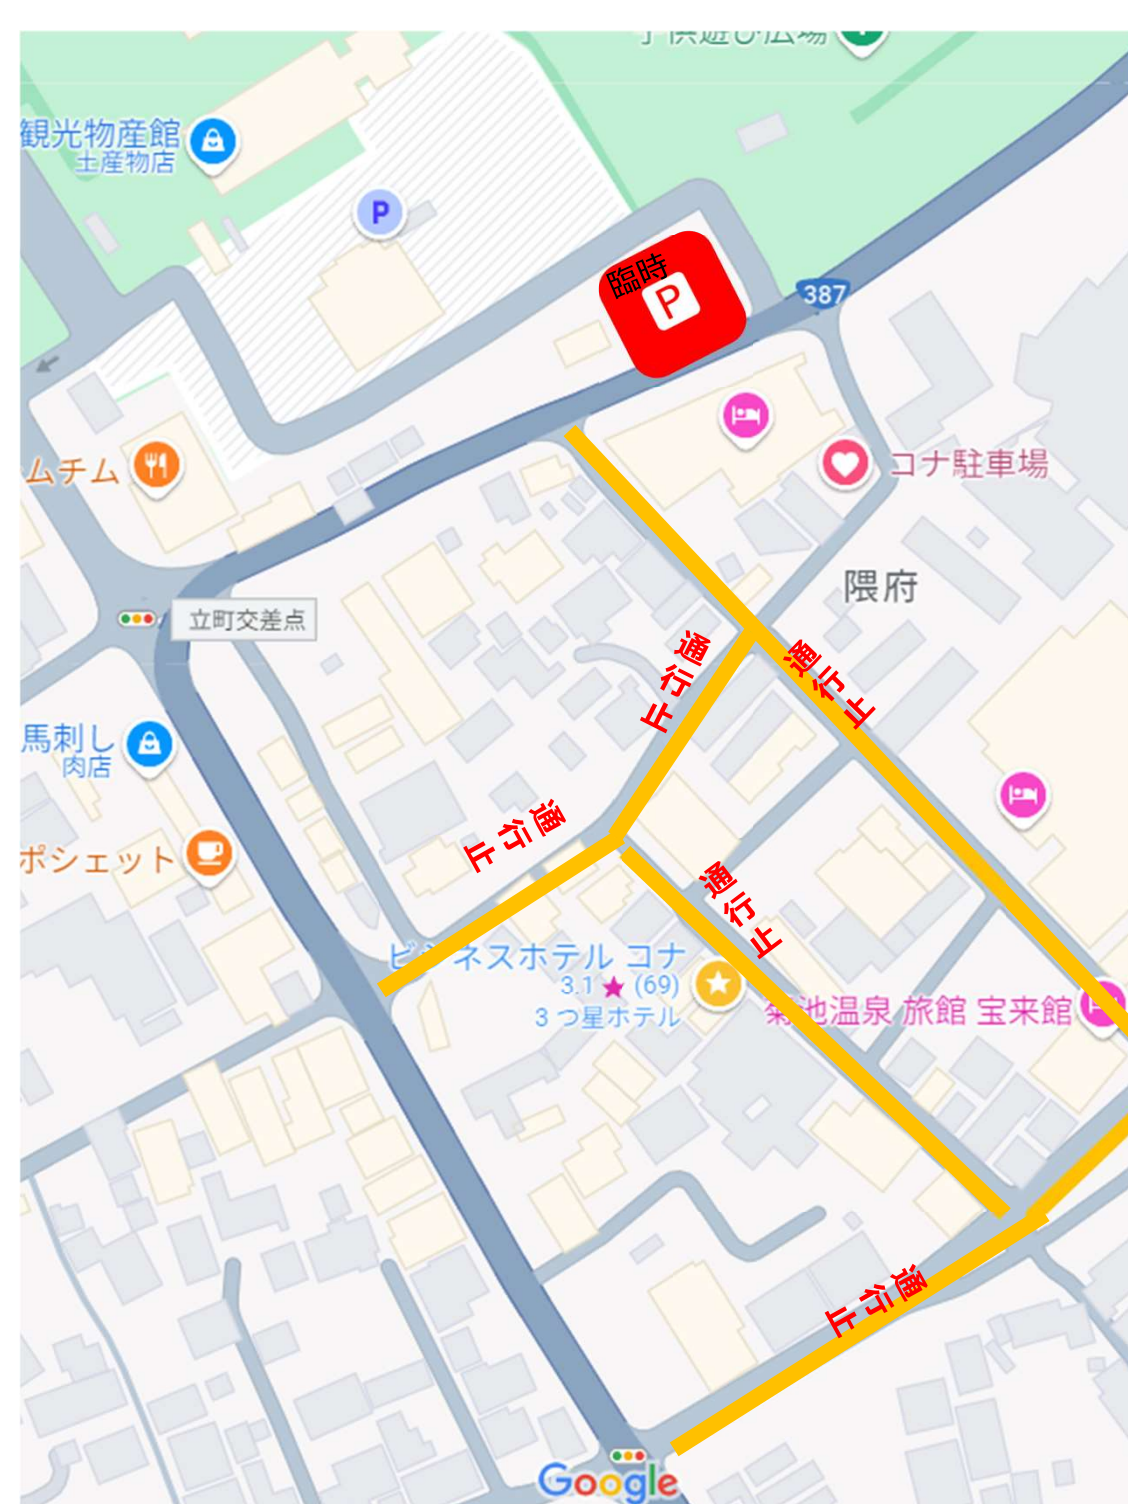 子供遊び広場
観光物産館
土産物店
P
臨時
P
387
ムチム
コナ駐車場
隈府
立町交差点
通行止
通行止
馬刺し
肉店
通行止
ポシェット
通行止
ビジネスホテル コナ
3.1 ★ (69)
3 つ星ホテル
菊池温泉 旅館 宝来館
通行止
Google